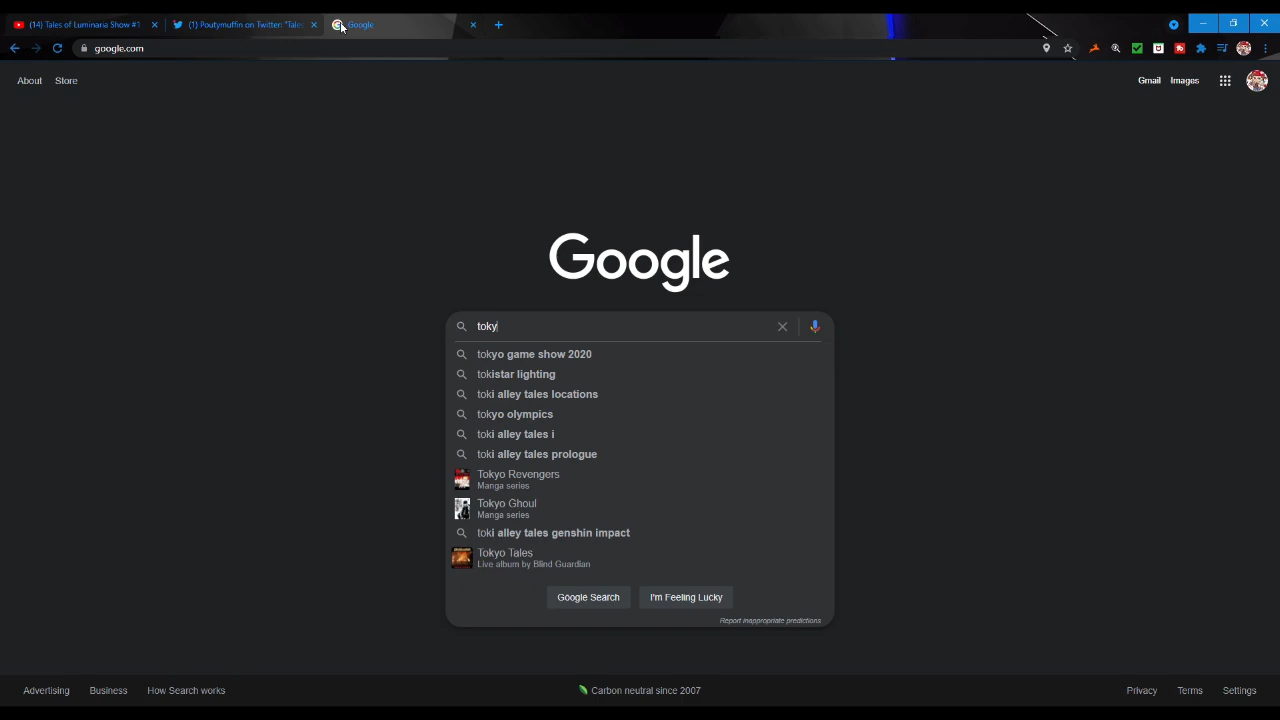 (14) Tales of Luminaria Show #1
(1) Poutymuffin on Twitter: "Tales
Google
google.com
About
Store
Gmail
Images
Google
toky
tokyo game show 2020
tokistar lighting
toki alley tales locations
tokyo olympics
toki alley tales i
toki alley tales prologue
Tokyo Revengers
Manga series
Tokyo Ghoul
Manga series
toki alley tales genshin impact
Tokyo Tales
Live album by Blind Guardian
Google Search
I'm Feeling Lucky
Report inappropriate predictions
Advertising
Business
How Search works
Carbon neutral since 2007
Privacy
Terms
Settings